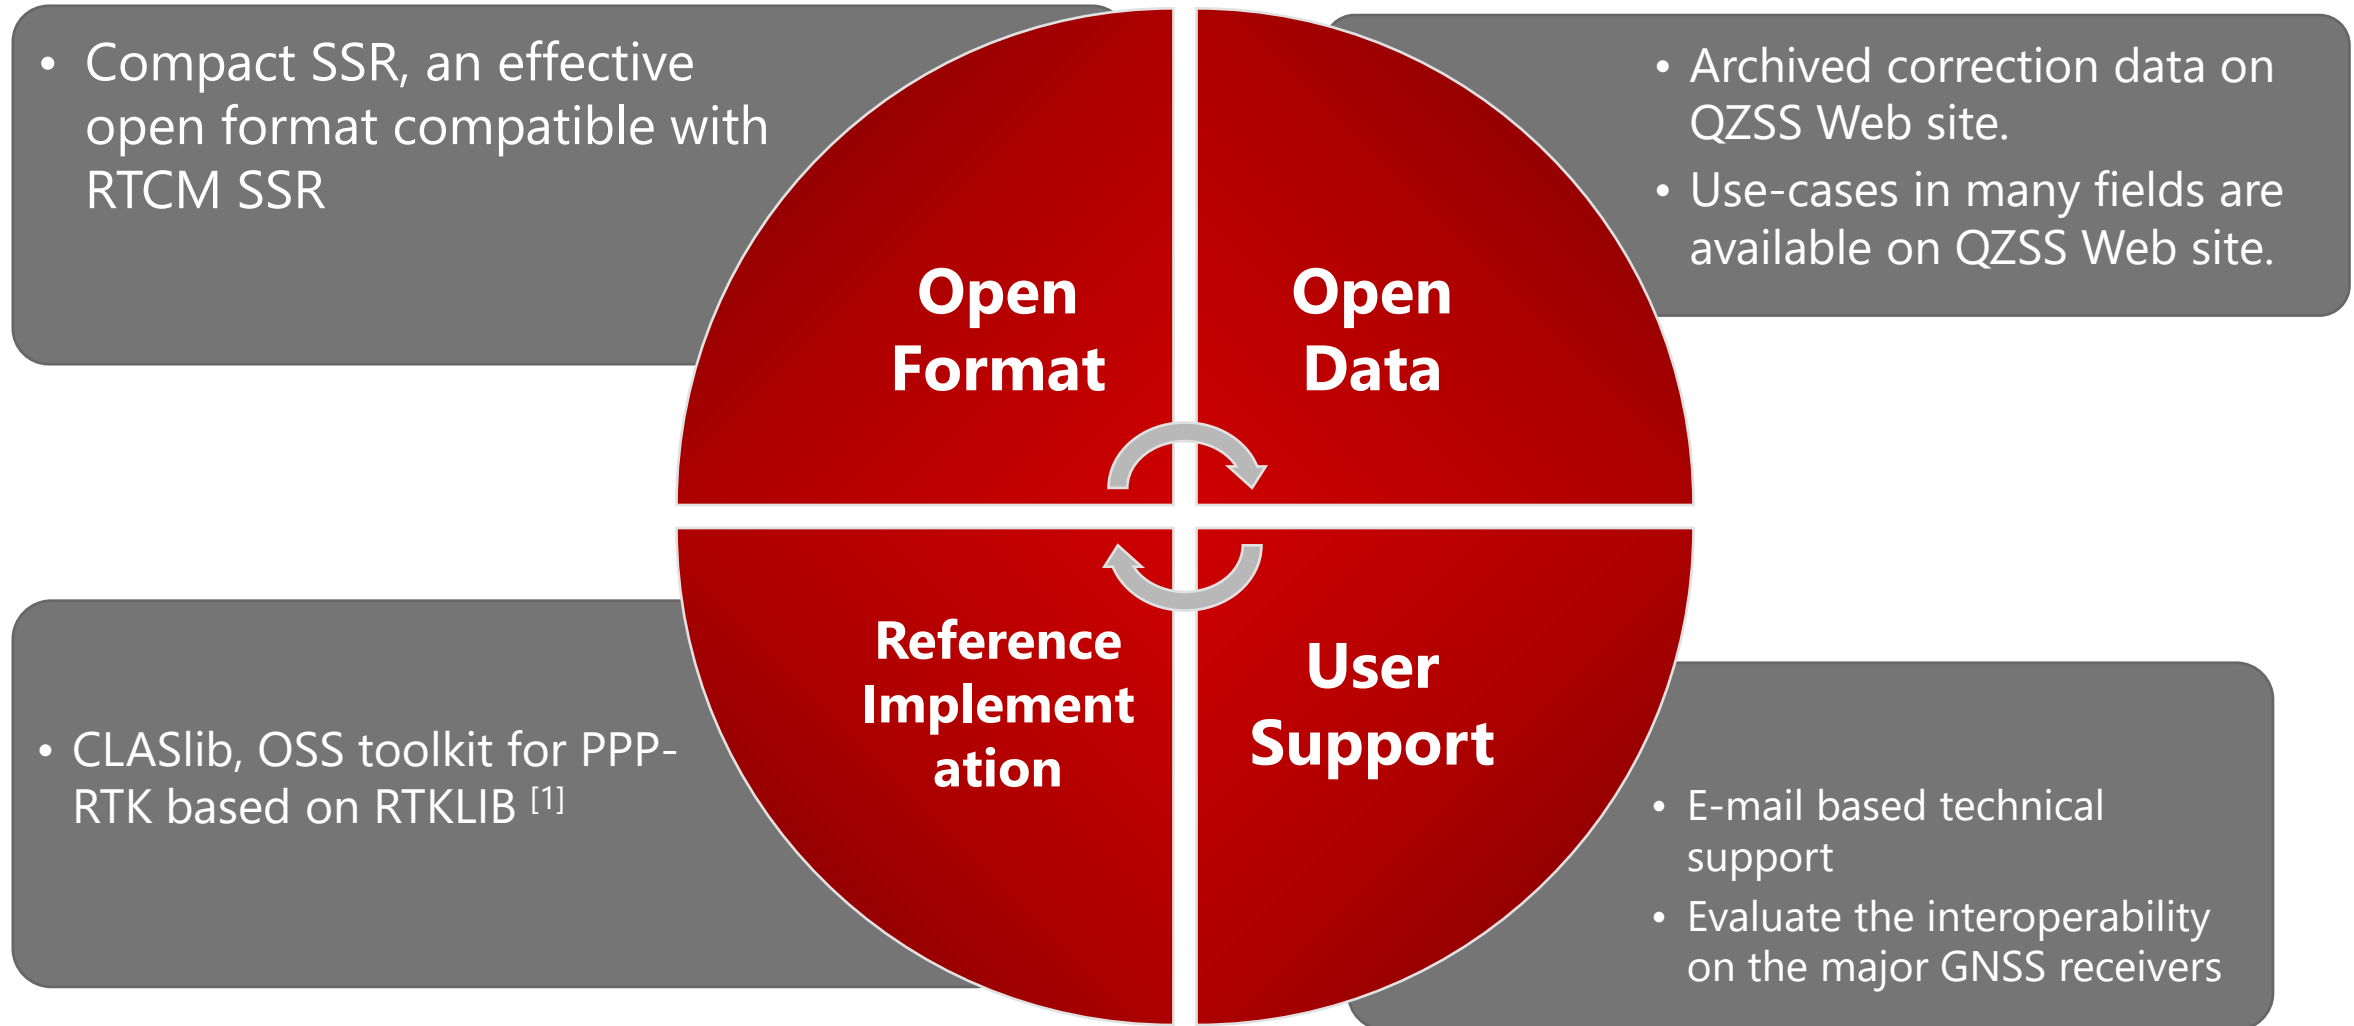 • Compact SSR, an effective
open format compatible with
RTCM SSR
• Archived correction data on
QZSS Web site.
• Use-cases in many fields are
available on QZSS Web site.
Open
Format
Open
Data
Reference
Implement
ation
User
Support
• CLASlib, OSS toolkit for PPP-
RTK based on RTKLIB [1]
• E-mail based technical
support
• Evaluate the interoperability
on the major GNSS receivers